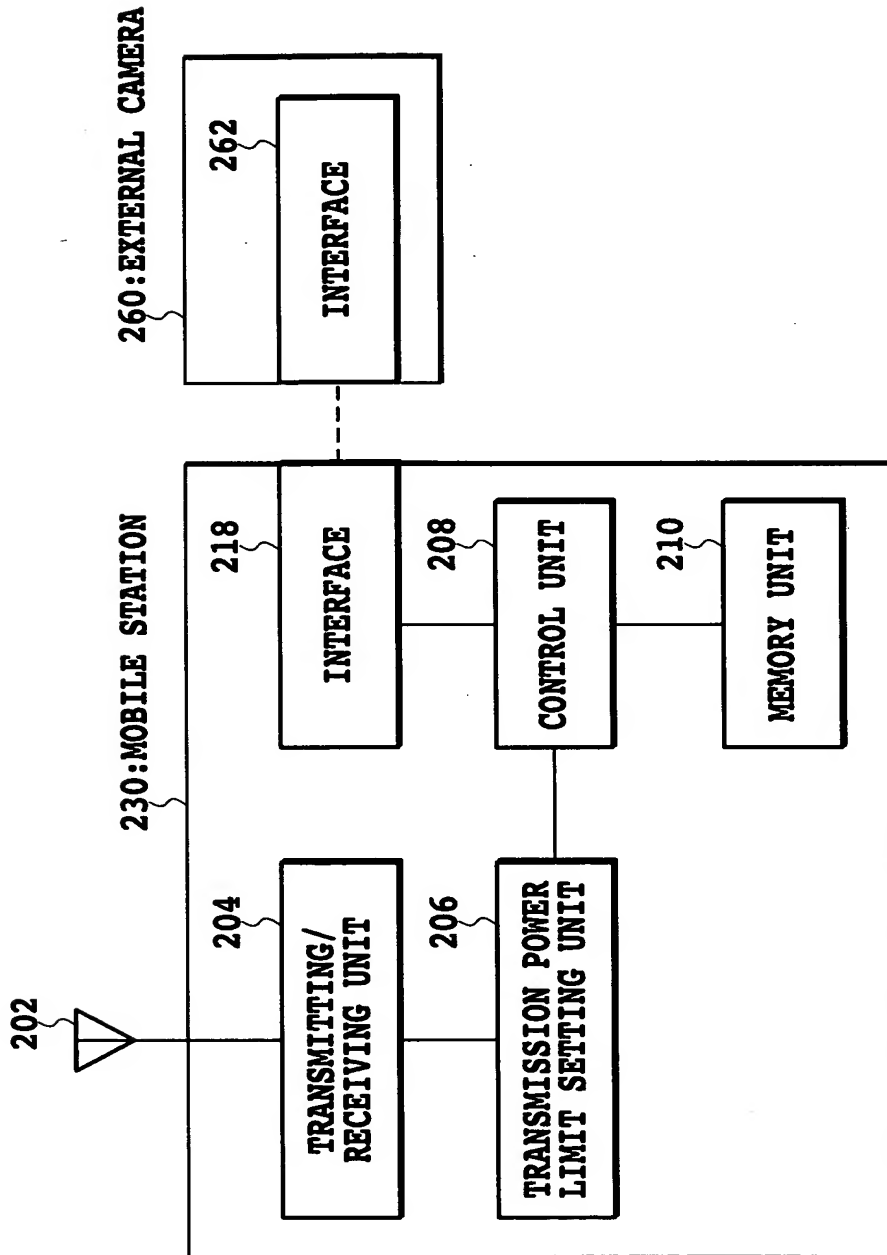 230:MOBILE STATION
260:EXTERNAL CAMERA
202
204
TRANSMITTING/
RECEIVING UNIT
218
INTERFACE
262
INTERFACE
206
TRANSMISSION POWER
LIMIT SETTING UNIT
208
CONTROL UNIT
210
MEMORY UNIT